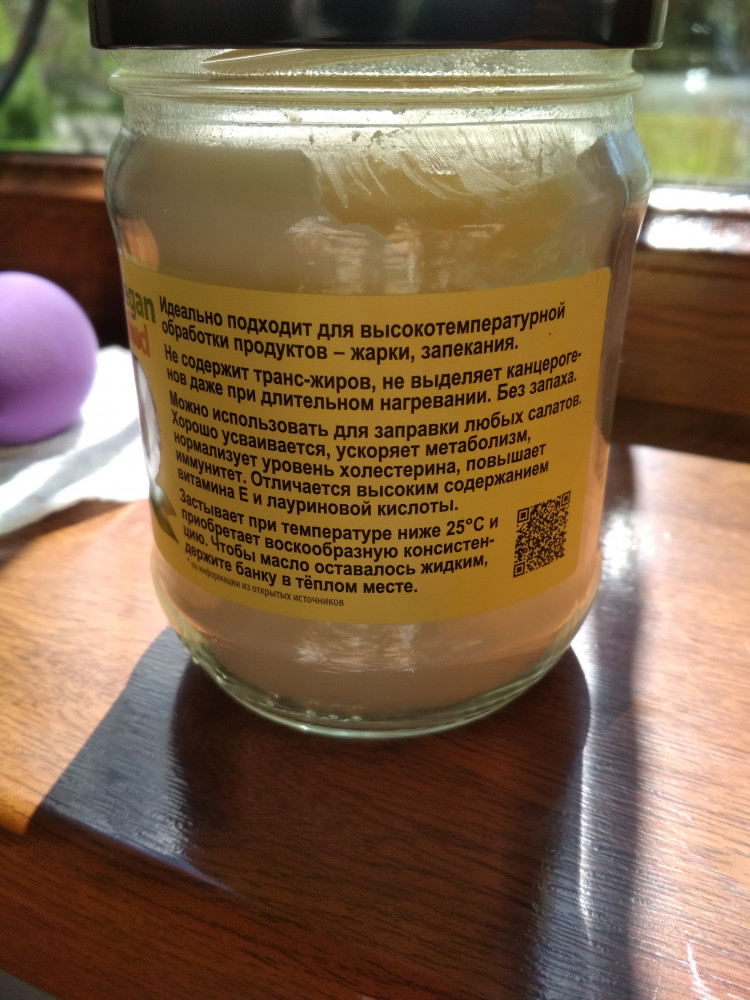 Идеально подходит для высокотемпературной
обработки продуктов – жарки, запекания.
Не содержит транс-жиров, не выделяет канцероге-
нов даже при длительном нагревании. Без запаха.
Можно использовать для заправки любых салатов.
Хорошо усваивается, ускоряет метаболизм,
нормализует уровень холестерина, повышает
иммунитет. Отличается высоким содержанием
витамина Е и лауриновой кислоты.
Застывает при температуре ниже 25°С и
приобретает воскообразную консистен-
цию. Чтобы масло оставалось жидким,
держите банку в тёплом месте.
* по информации из открытых источников